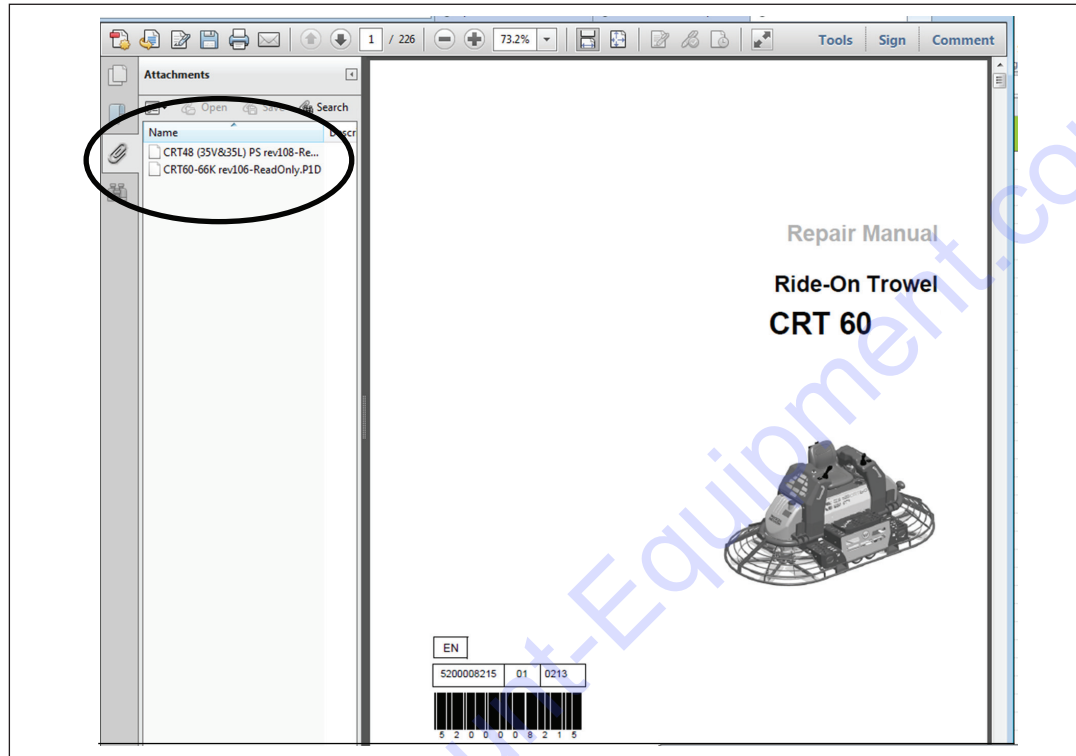 1 / 226 73.2% Tools Sign Comment
Attachments
Open Search
Name
CRT48 (35V&35L) PS rev108-Re...
CRT60-66K rev106-ReadOnly.P1D
Repair Manual
Ride-On Trowel
CRT 60
EN
5200008215 01 0213
5 2 0 0 0 0 8 2 1 5